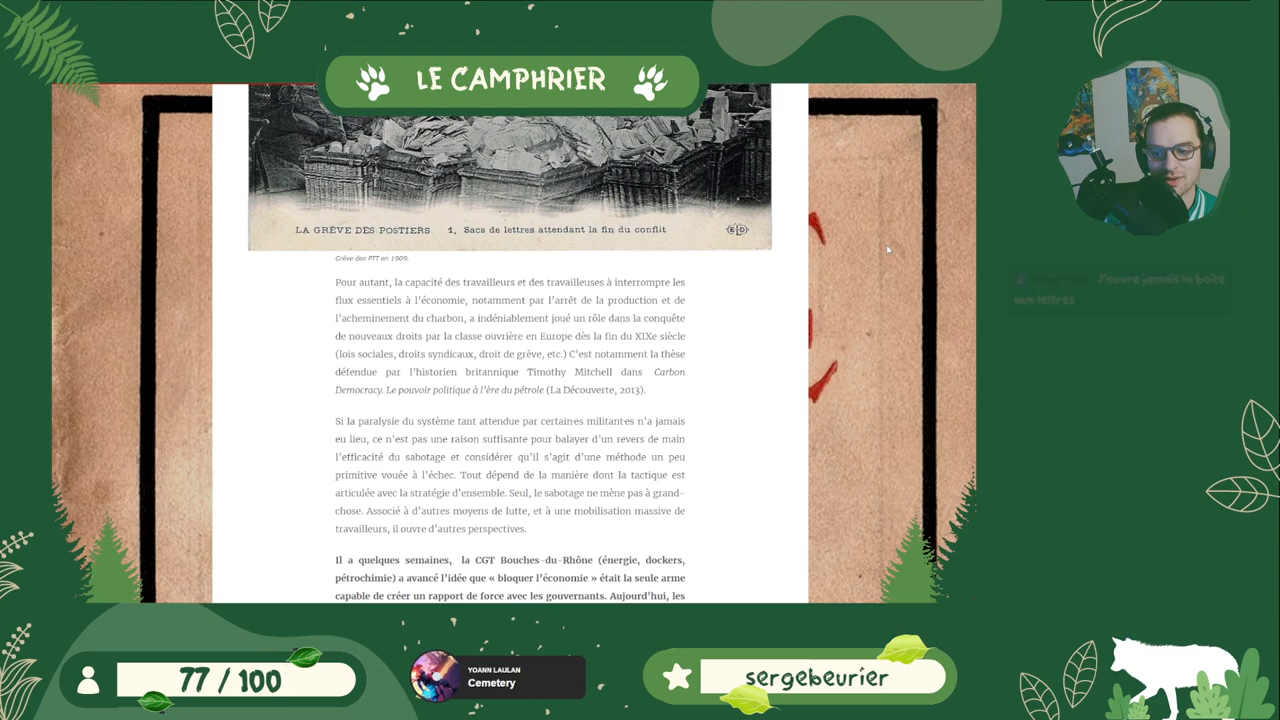 LE CAMPHRIER
LA GRÈVE DES POSTIERS 1. Sacs de lettres attendant la fin du conflit
Grève des PTT en 1909.
Pour autant, la capacité des travailleurs et des travailleuses à interrompre les
flux essentiels à l'économie, notamment par l'arrêt de la production et de
l'acheminement du charbon, a indéniablement joué un rôle dans la conquête
de nouveaux droits par la classe ouvrière en Europe dès la fin du XIXe siècle
(lois sociales, droits syndicaux, droit de grève, etc.) C'est notamment la thèse
défendue par l'historien britannique Timothy Mitchell dans Carbon
Democracy. Le pouvoir politique à l'ère du pétrole (La Découverte, 2013).
Si la paralysie du système tant attendue par certain·es militant·es n'a jamais
eu lieu, ce n'est pas une raison suffisante pour balayer d'un revers de main
l'efficacité du sabotage et considérer qu'il s'agit d'une méthode un peu
primitive vouée à l'échec. Tout dépend de la manière dont la tactique est
articulée avec la stratégie d'ensemble. Seul, le sabotage ne mène pas à grand-
chose. Associé à d'autres moyens de lutte, et à une mobilisation massive de
travailleurs, il ouvre d'autres perspectives.
Il a quelques semaines, la CGT Bouches-du-Rhône (énergie, dockers,
pétrochimie) a avancé l'idée que « bloquer l'économie » était la seule arme
capable de créer un rapport de force avec les gouvernants. Aujourd'hui, les
J'ouvre jamais la boite
aux lettres
77 / 100
YOANN LAULAN
Cemetery
sergebeurier